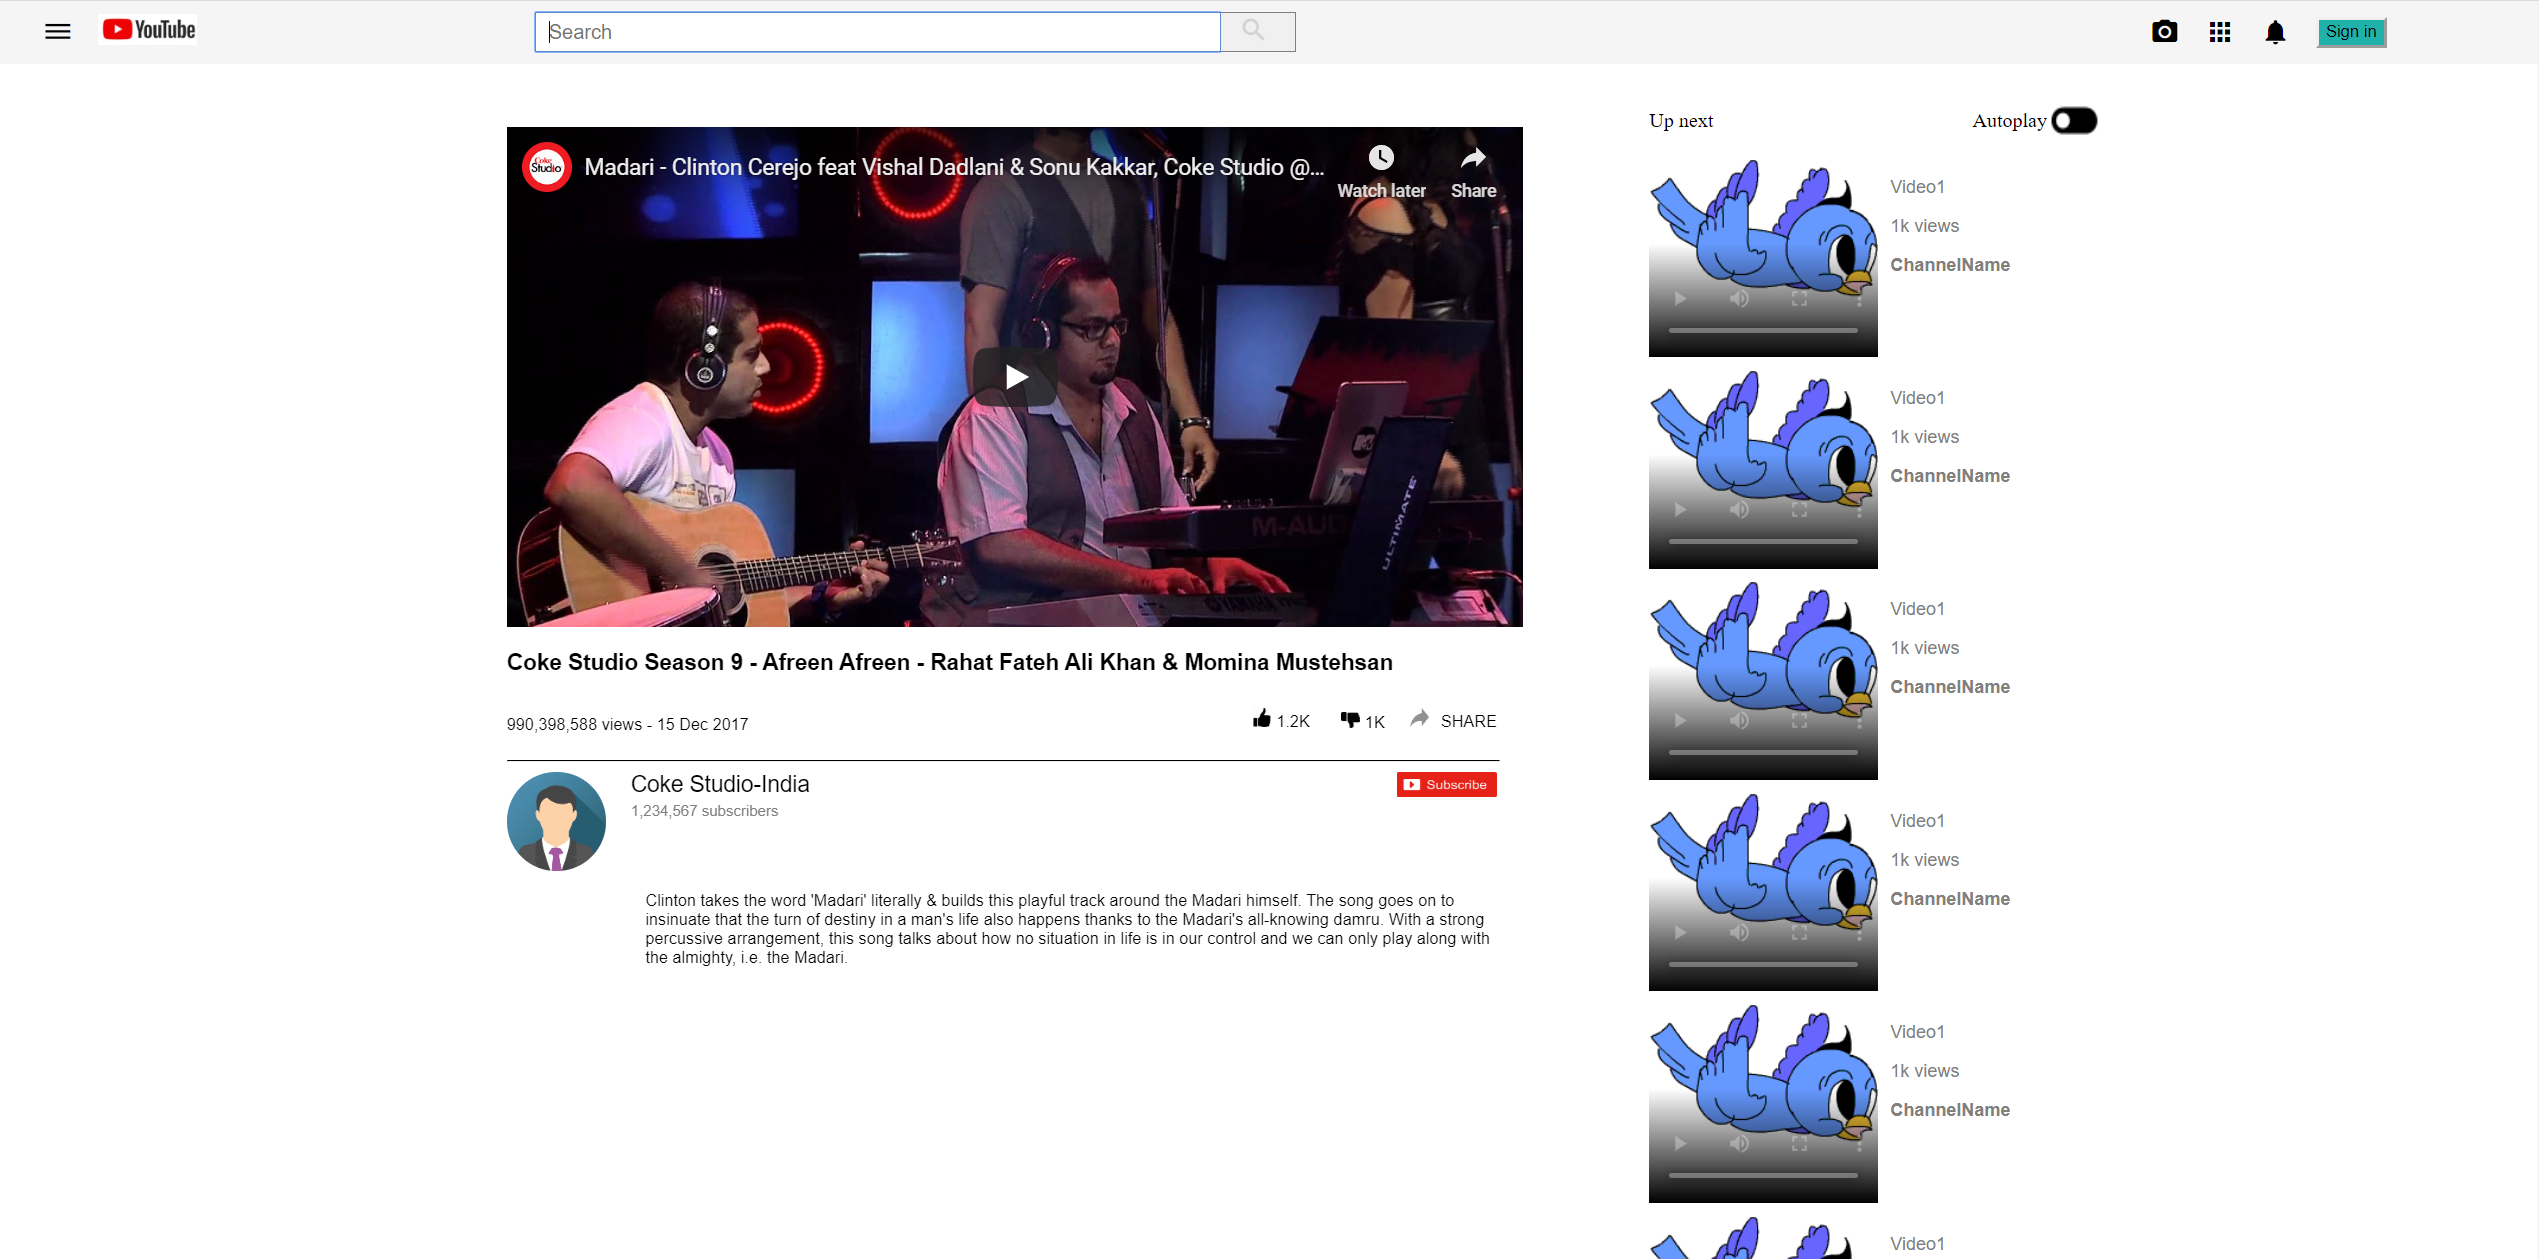 YouTube
Search
Sign in
Coke Studio
Madari - Clinton Cerejo feat Vishal Dadlani & Sonu Kakkar, Coke Studio @...
Watch later
Share
M-AUD
ULTIMATE
YAMAHA
Coke Studio Season 9 - Afreen Afreen - Rahat Fateh Ali Khan & Momina Mustehsan
990,398,588 views - 15 Dec 2017
1.2K
1K
SHARE
Coke Studio-India
1,234,567 subscribers
Subscribe
Clinton takes the word 'Madari' literally & builds this playful track around the Madari himself. The song goes on to
insinuate that the turn of destiny in a man's life also happens thanks to the Madari's all-knowing damru. With a strong
percussive arrangement, this song talks about how no situation in life is in our control and we can only play along with
the almighty, i.e. the Madari.
Up next
Autoplay
Video1
1k views
ChannelName
Video1
1k views
ChannelName
Video1
1k views
ChannelName
Video1
1k views
ChannelName
Video1
1k views
ChannelName
Video1